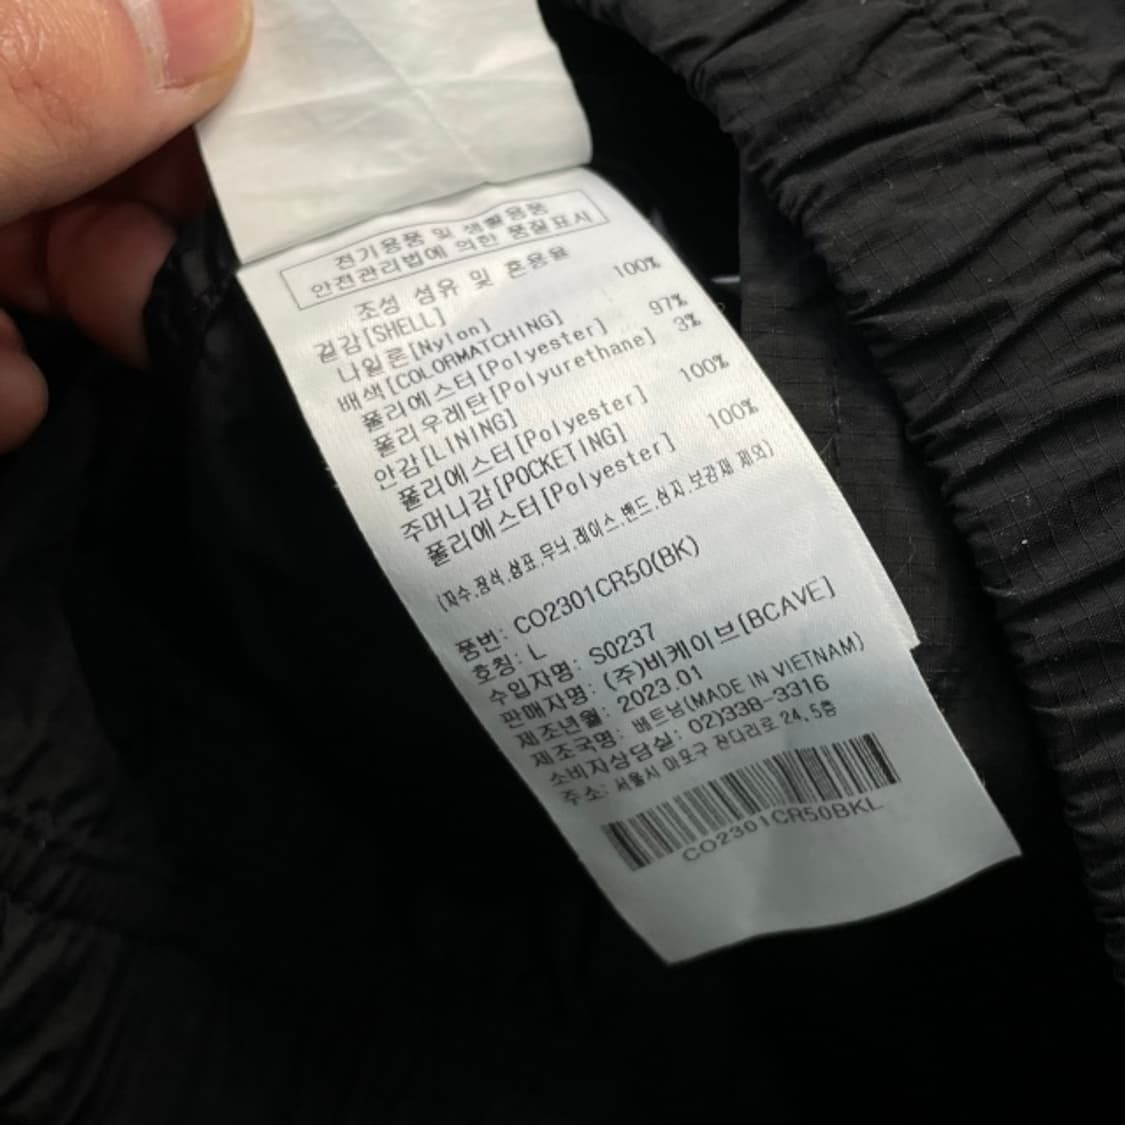 전기용품 및 생활용품
안전관리법에 의한 품질표시
조성 섬유 및 혼용율
겉감[SHELL]
나일론[Nylon] 100%
배색[COLORMATCHING]
폴리에스터[Polyester] 97%
폴리우레탄[Polyurethane] 3%
안감[LINING]
폴리에스터[Polyester] 100%
주머니감[POCKETING]
폴리에스터[Polyester] 100%
(자수.장식.상표.무늬.레이스.밴드.심지.보강재 제외)
품번: CO2301CR50(BK)
호칭: L
수입자명: S0237
판매자명: (주)비케이브[BCAVE]
제조년월: 2023.01
제조국명: 베트남(MADE IN VIETNAM)
소비자상담실: 02)338-3316
주소: 서울시 마포구 잔다리로 24, 5층
CO2301CR50BKL